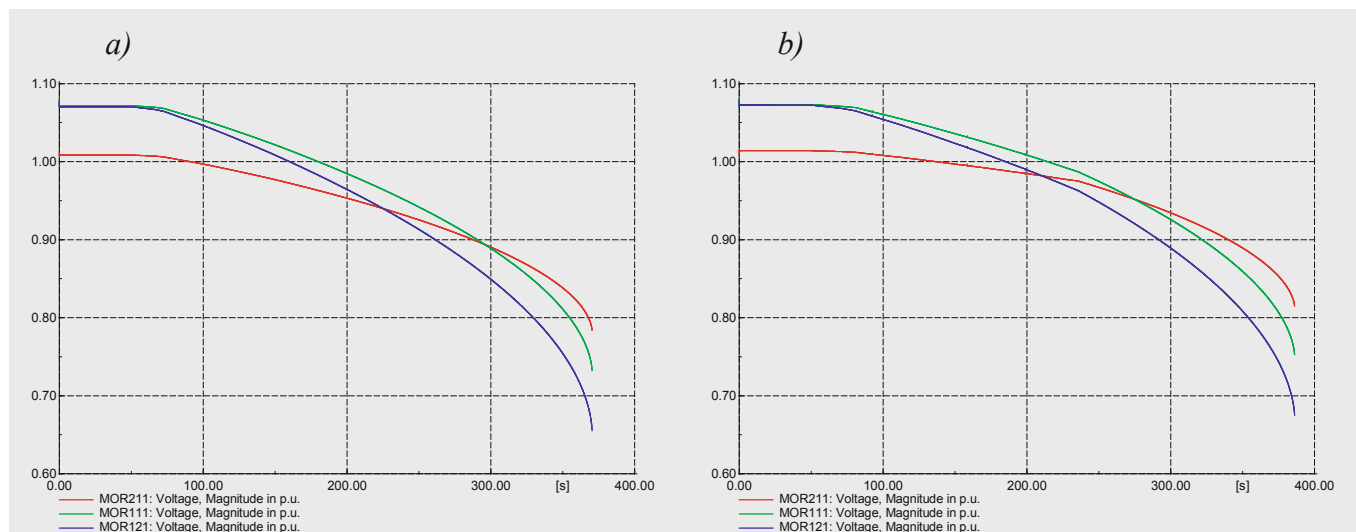 a)
1.10
1.00
0.90
0.80
0.70
0.60
0.00 100.00 200.00 300.00 [s] 400.00
MOR211: Voltage, Magnitude in p.u.
MOR111: Voltage, Magnitude in p.u.
MOR121: Voltage, Magnitude in p.u.
b)
1.10
1.00
0.90
0.80
0.70
0.60
0.00 100.00 200.00 300.00 [s] 400.00
MOR211: Voltage, Magnitude in p.u.
MOR111: Voltage, Magnitude in p.u.
MOR121: Voltage, Magnitude in p.u.